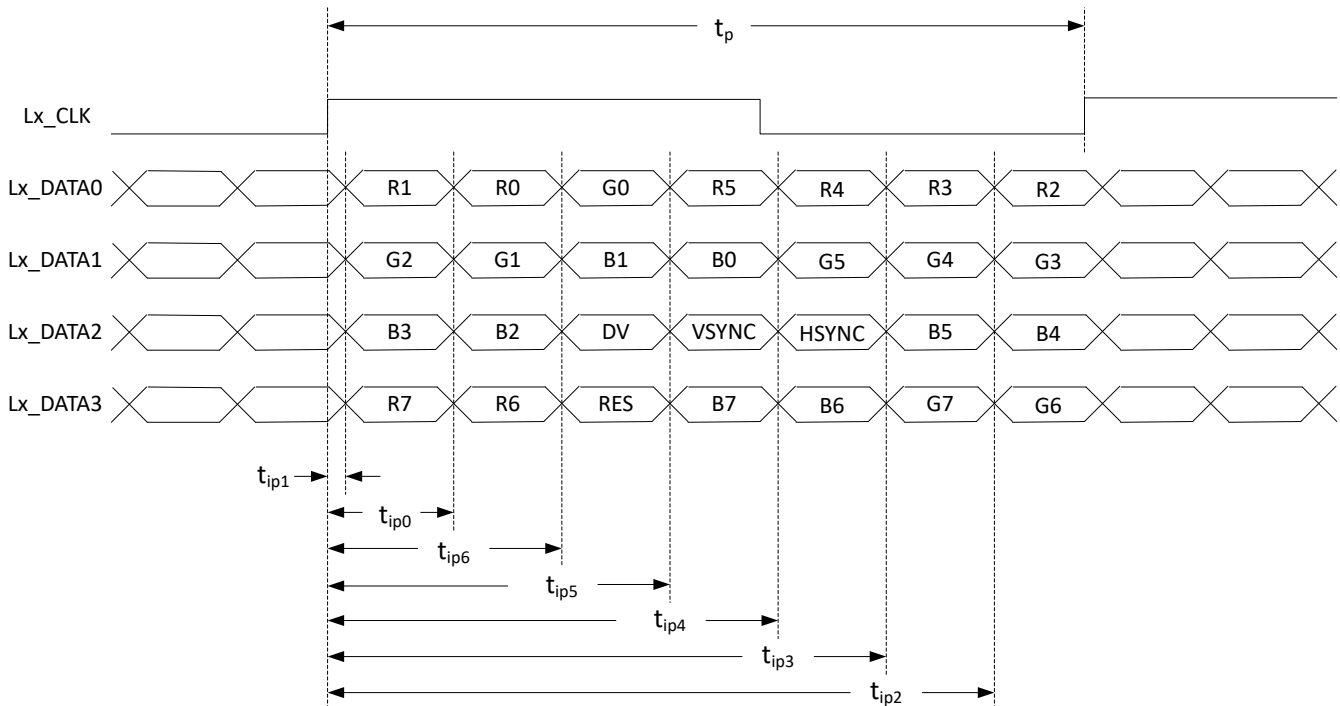 tp
Lx_CLK
Lx_DATA0 R1 R0 G0 R5 R4 R3 R2
Lx_DATA1 G2 G1 B1 B0 G5 G4 G3
Lx_DATA2 B3 B2 DV VSYNC HSYNC B5 B4
Lx_DATA3 R7 R6 RES B7 B6 G7 G6
tip1
tip0
tip6
tip5
tip4
tip3
tip2